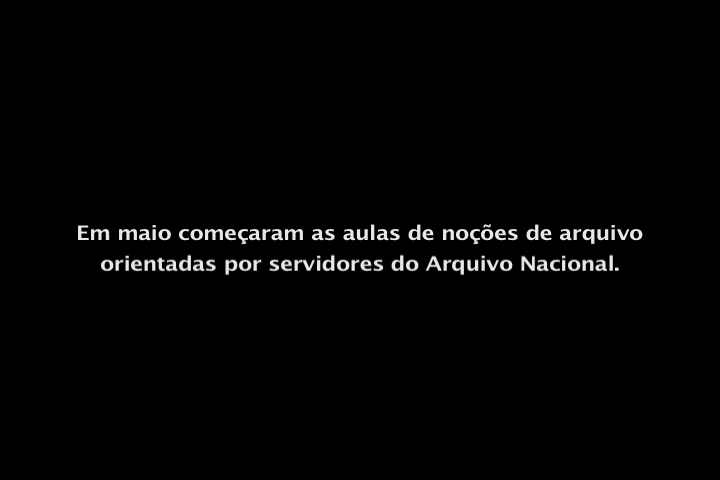 Em maio começaram as aulas de noções de arquivo
orientadas por servidores do Arquivo Nacional.